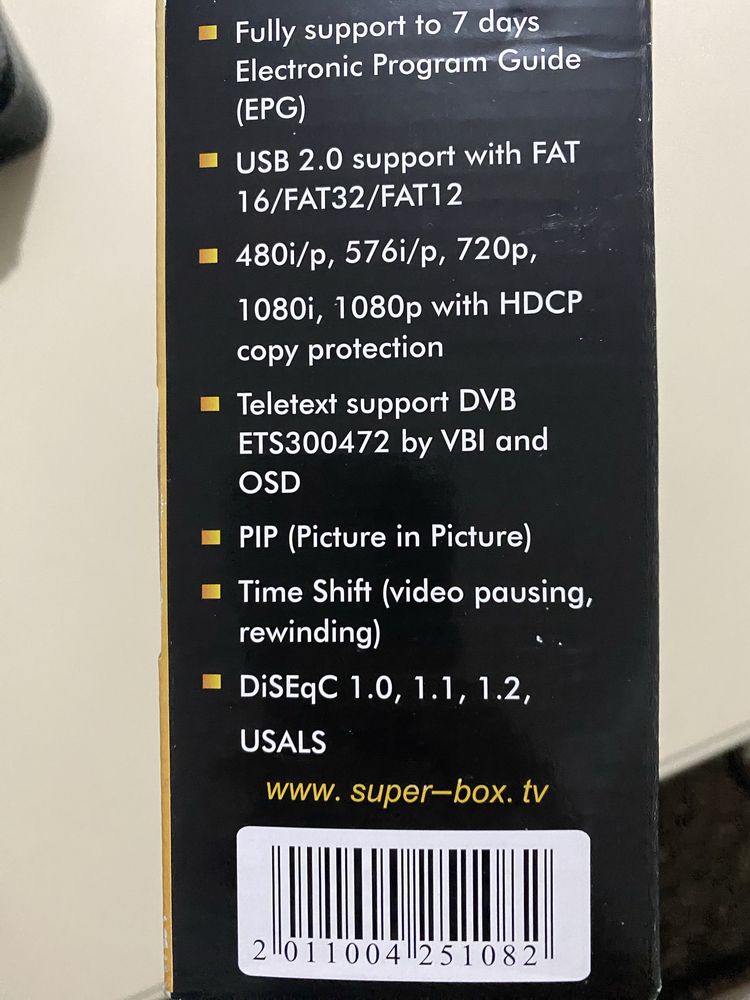 Fully support to 7 days
Electronic Program Guide
(EPG)
USB 2.0 support with FAT
16/FAT32/FAT12
480i/p, 576i/p, 720p,
1080i, 1080p with HDCP
copy protection
Teletext support DVB
ETS300472 by VBI and
OSD
PIP (Picture in Picture)
Time Shift (video pausing,
rewinding)
DiSEqC 1.0, 1.1, 1.2,
USALS
www. super–box. tv
2 011004 251082